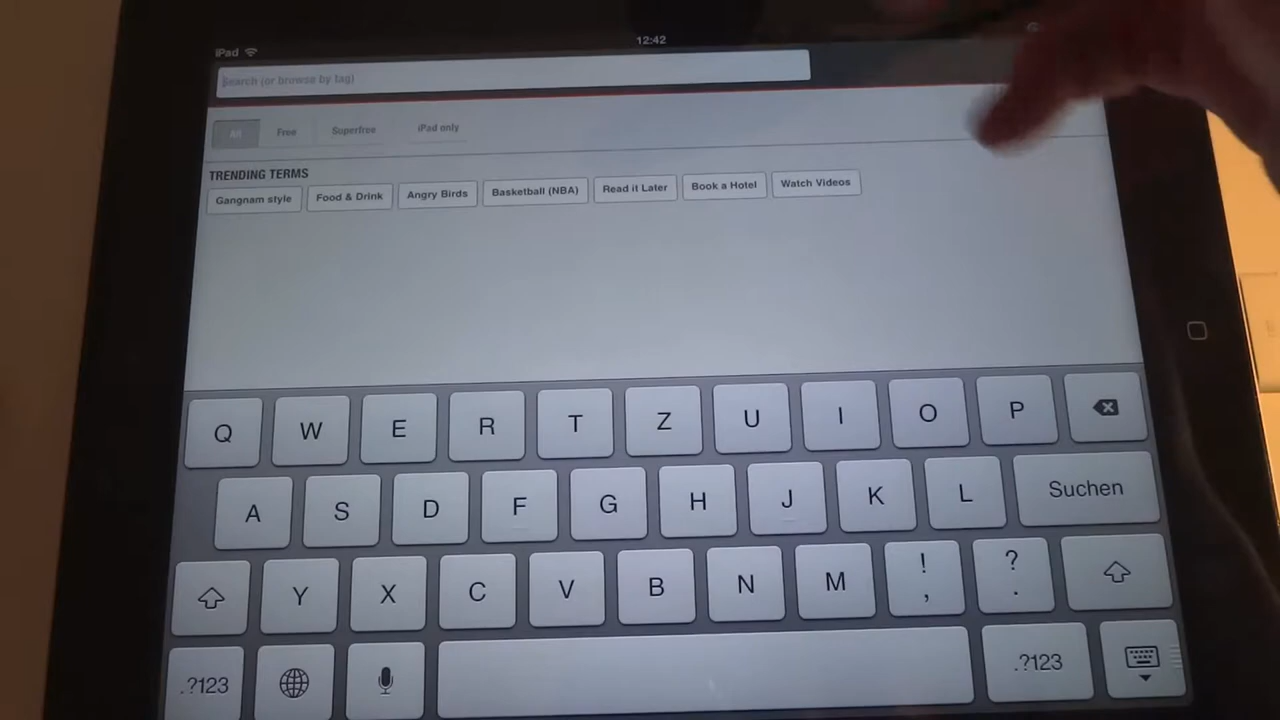 iPad 12:42
Search (or browse by tag)
All Free Superfree iPad only
TRENDING TERMS
Gangnam style Food & Drink Angry Birds Basketball (NBA) Read it Later Book a Hotel Watch Videos
Q W E R T Z U I O P
A S D F G H J K L Suchen
Y X C V B N M ! , ? .
.?123 .?123